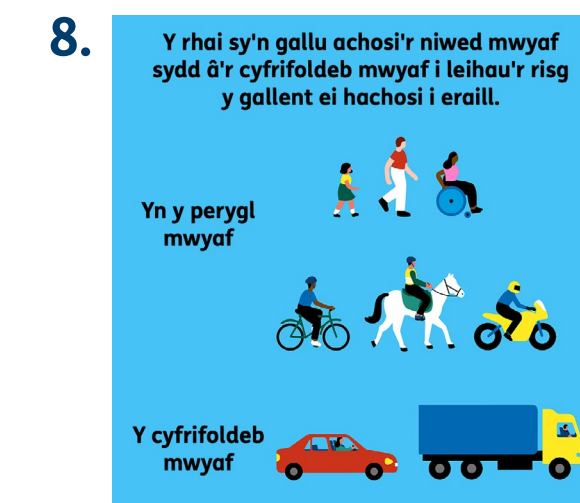 8.
Y rhai sy'n gallu achosi'r niwed mwyaf
sydd â'r cyfrifoldeb mwyaf i leihau'r risg
y gallent ei hachosi i eraill.
Yn y perygl
mwyaf
Y cyfrifoldeb
mwyaf